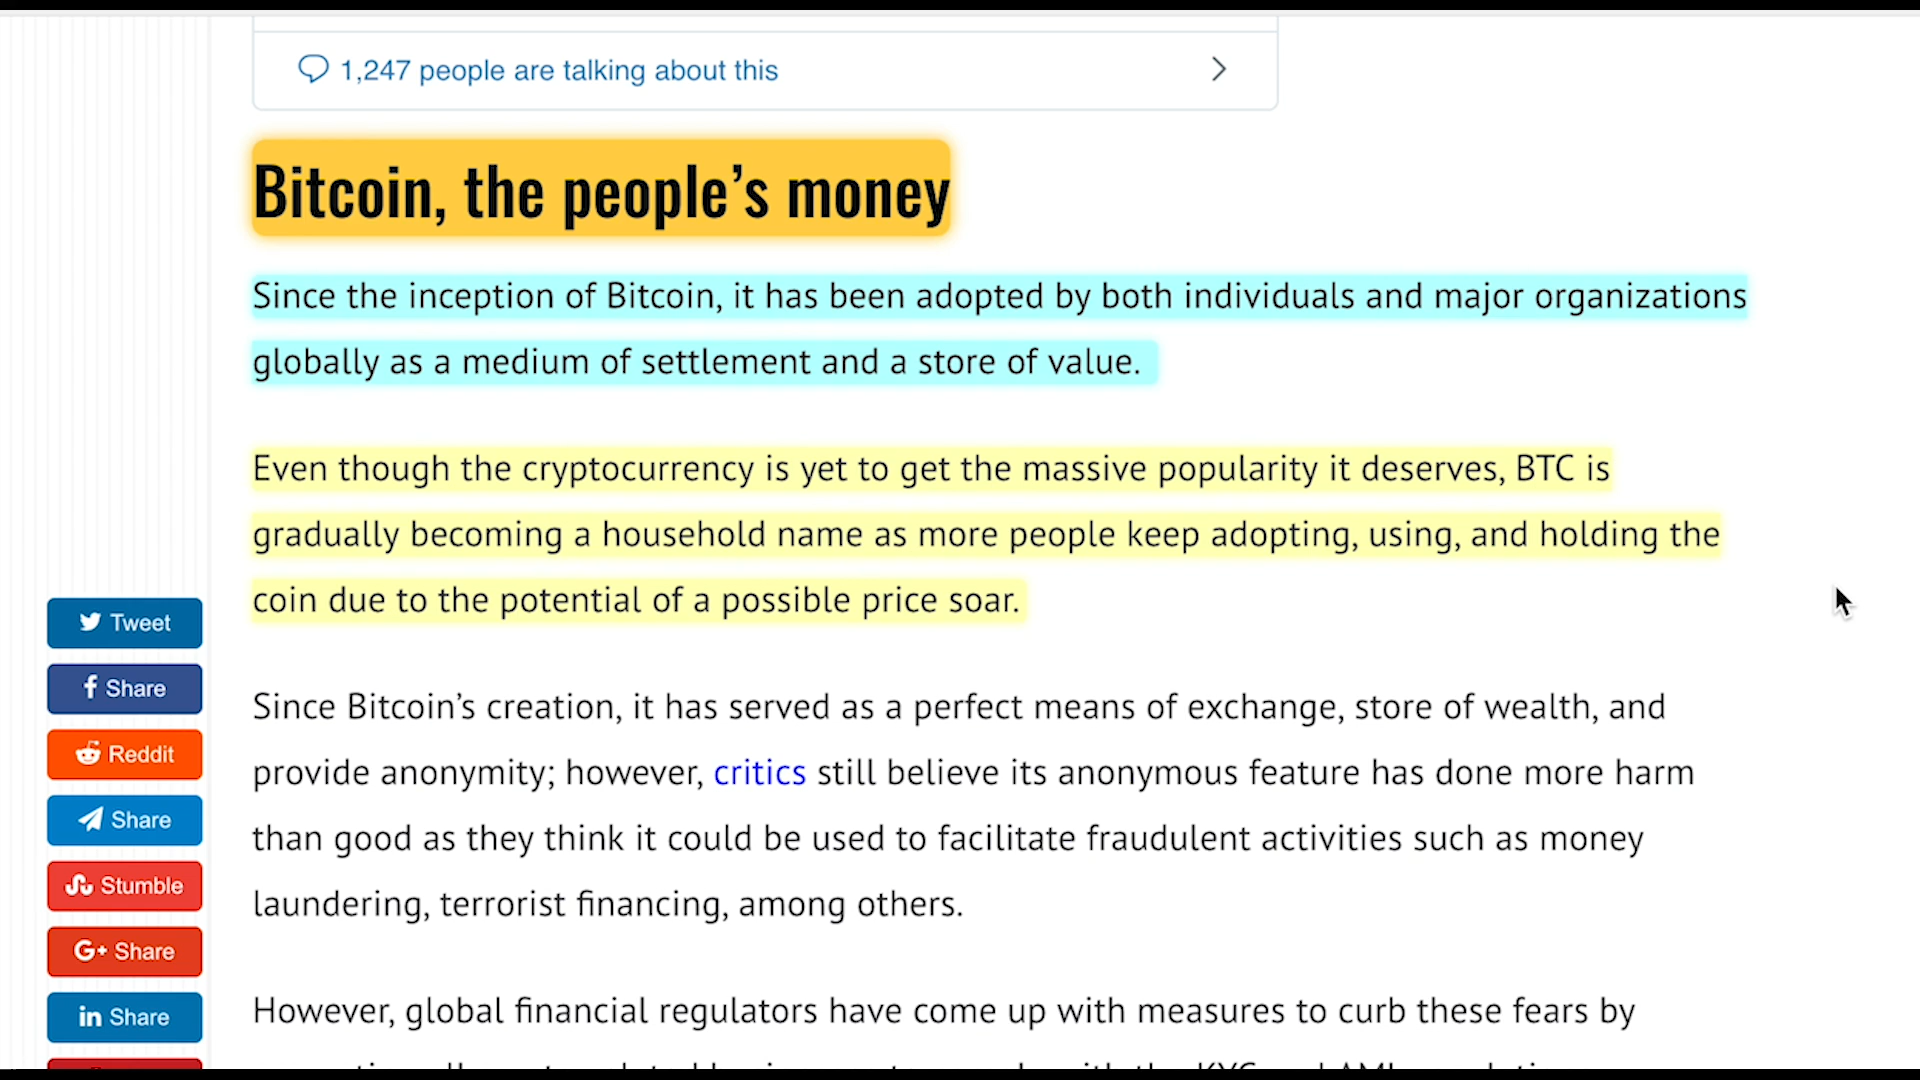 1,247 people are talking about this
Bitcoin, the people’s money
Since the inception of Bitcoin, it has been adopted by both individuals and major organizations
globally as a medium of settlement and a store of value.
Even though the cryptocurrency is yet to get the massive popularity it deserves, BTC is
gradually becoming a household name as more people keep adopting, using, and holding the
coin due to the potential of a possible price soar.
Since Bitcoin’s creation, it has served as a perfect means of exchange, store of wealth, and
provide anonymity; however, critics still believe its anonymous feature has done more harm
than good as they think it could be used to facilitate fraudulent activities such as money
laundering, terrorist financing, among others.
However, global financial regulators have come up with measures to curb these fears by
Tweet
Share
Reddit
Share
Stumble
G+ Share
in Share